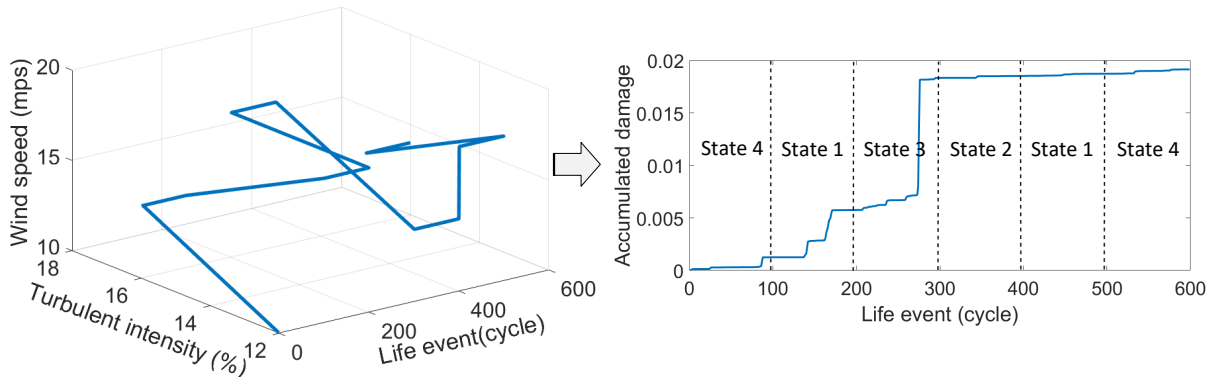 Wind speed (mps)
20
15
10
18
16
14
12
Turbulent intensity (%)
0
200
400
600
Life event(cycle)
Accumulated damage
0.02
0.015
0.01
0.005
0
State 4
State 1
State 3
State 2
State 1
State 4
0
100
200
300
400
500
600
Life event (cycle)